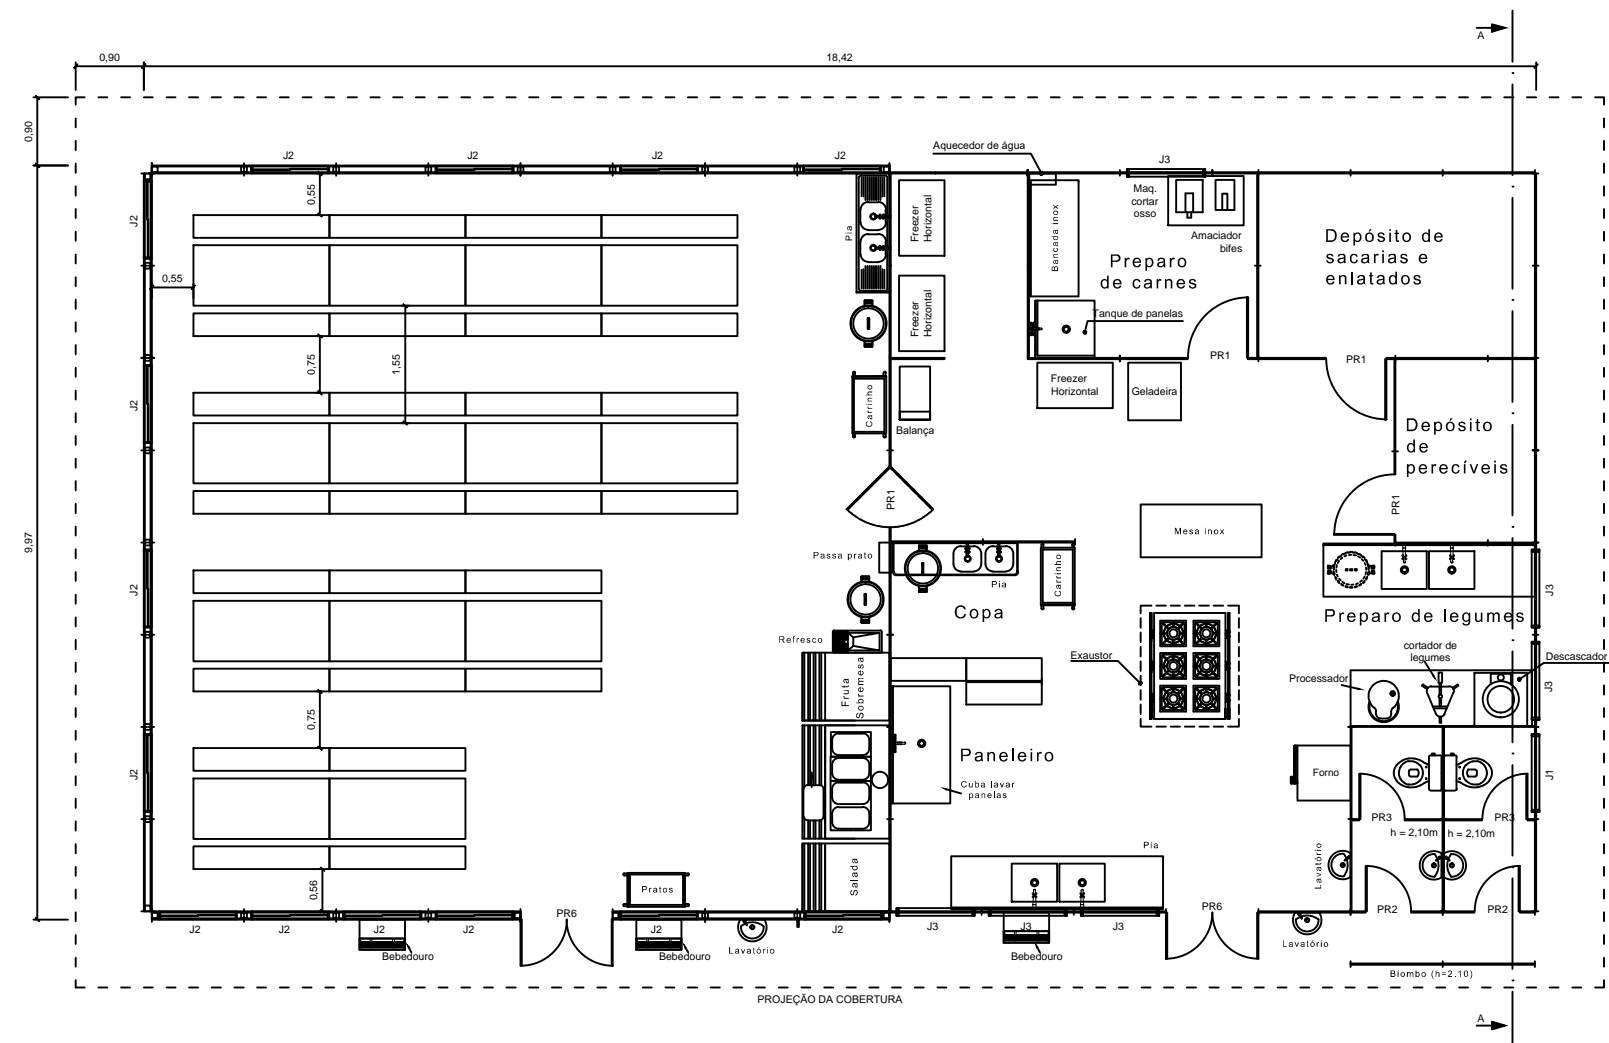 A
0,90
18,42
0,90
J2
J2
J2
J2
Aquecedor de água
J3
J2
0,55
Pia
Freezer
Horizontal
Bancada inox
Maq.
cortar
osso
Amaciador
bifes
Preparo
de carnes
Depósito de
sacarias e
enlatados
0,55
Freezer
Horizontal
Tanque de panelas
PR1
PR1
0,75
1,55
J2
Carrinho
Balança
Freezer
Horizontal
Geladeira
Depósito
de
perecíveis
PR1
PR1
9,97
Mesa inox
Passa prato
Pia
Carrinho
J2
Copa
J3
Preparo de legumes
Refresco
Exaustor
cortador de
legumes
Descascador
Processador
Fruta
Sobremesa
J3
0,75
Paneleiro
Cuba lavar
panelas
J2
Forno
J1
PR3
PR3
h = 2,10m
h = 2,10m
Pia
Lavatório
0,56
Salada
Pratos
PR6
PR6
PR2
PR2
J2
J2
J2
J2
J2
J2
J3
J3
J3
Bebedouro
Bebedouro
Lavatório
Bebedouro
Lavatório
Biombo (h=2.10)
PROJEÇÃO DA COBERTURA
A